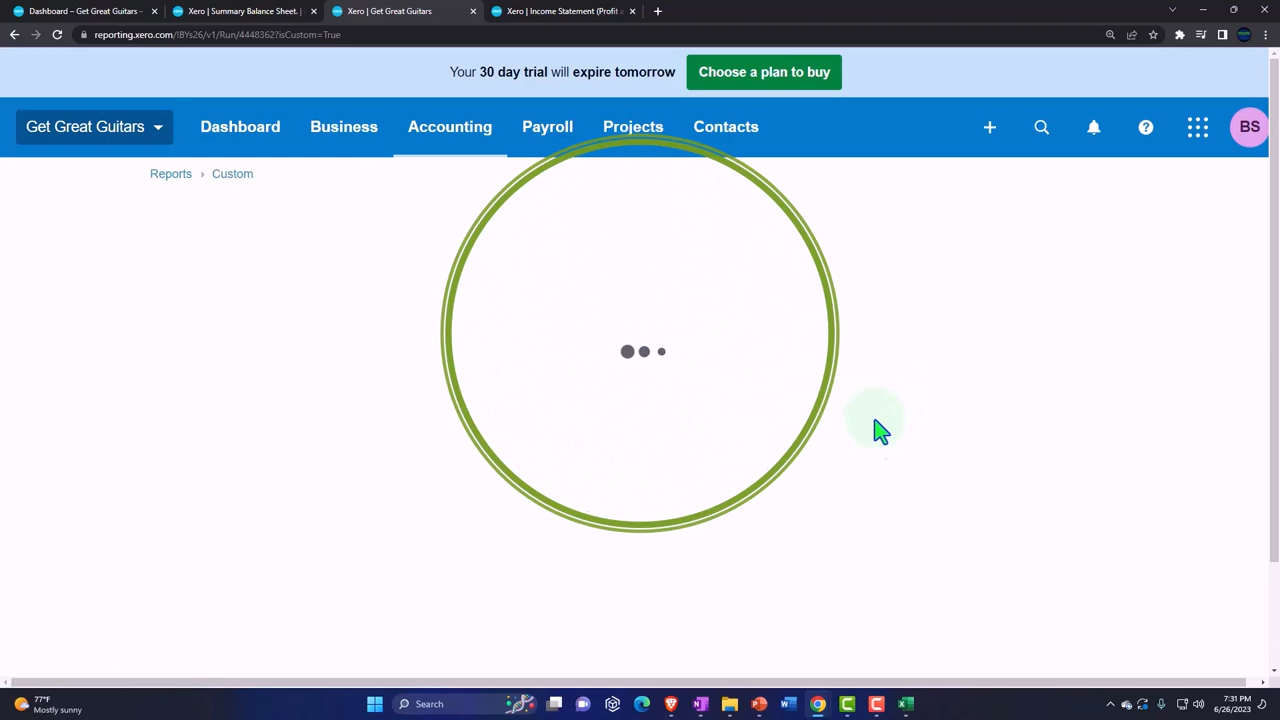 Dashboard – Get Great Guitars
Xero | Summary Balance Sheet. |
Xero | Get Great Guitars
Xero | Income Statement (Profit a
reporting.xero.com/!BYs26/v1/Run/4448362?isCustom=True
Your 30 day trial will expire tomorrow
Choose a plan to buy
Get Great Guitars
Dashboard
Business
Accounting
Payroll
Projects
Contacts
BS
Reports › Custom
77°F
Mostly sunny
Search
7:31 PM
6/26/2023